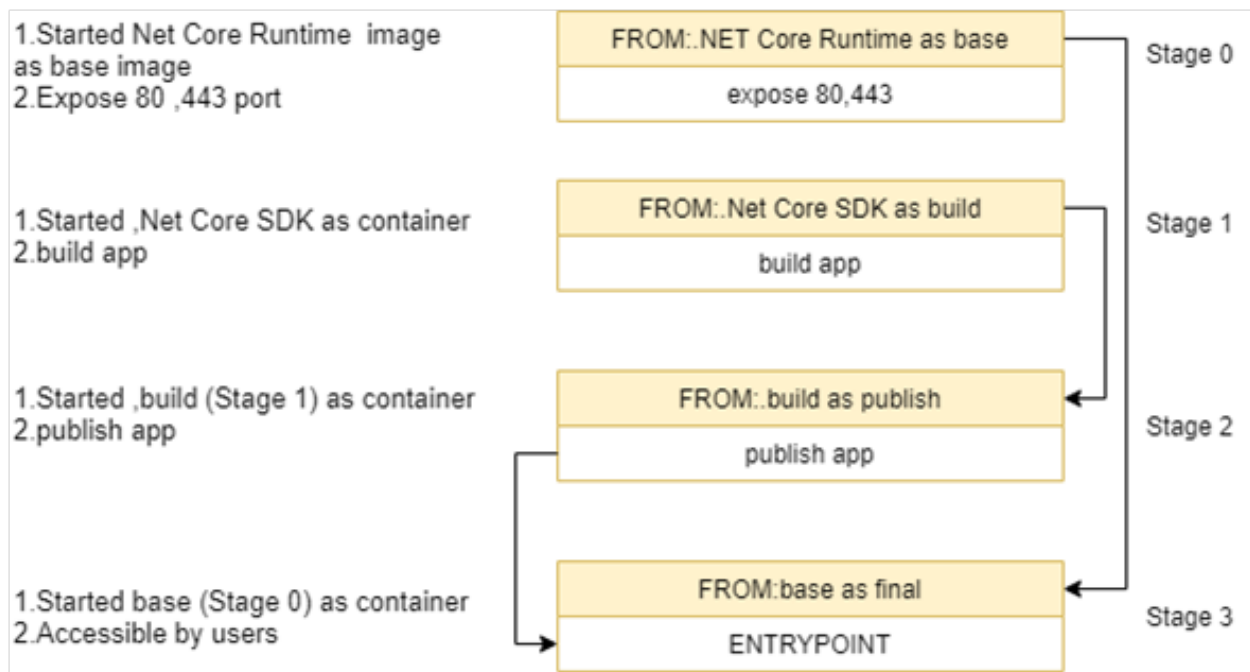 1.Started Net Core Runtime  image
as base image
2.Expose 80 ,443 port
FROM:.NET Core Runtime as base
expose 80,443
Stage 0
1.Started ,Net Core SDK as container
2.build app
FROM:.Net Core SDK as build
build app
Stage 1
1.Started ,build (Stage 1) as container
2.publish app
FROM:.build as publish
publish app
Stage 2
1.Started base (Stage 0) as container
2.Accessible by users
FROM:base as final
ENTRYPOINT
Stage 3